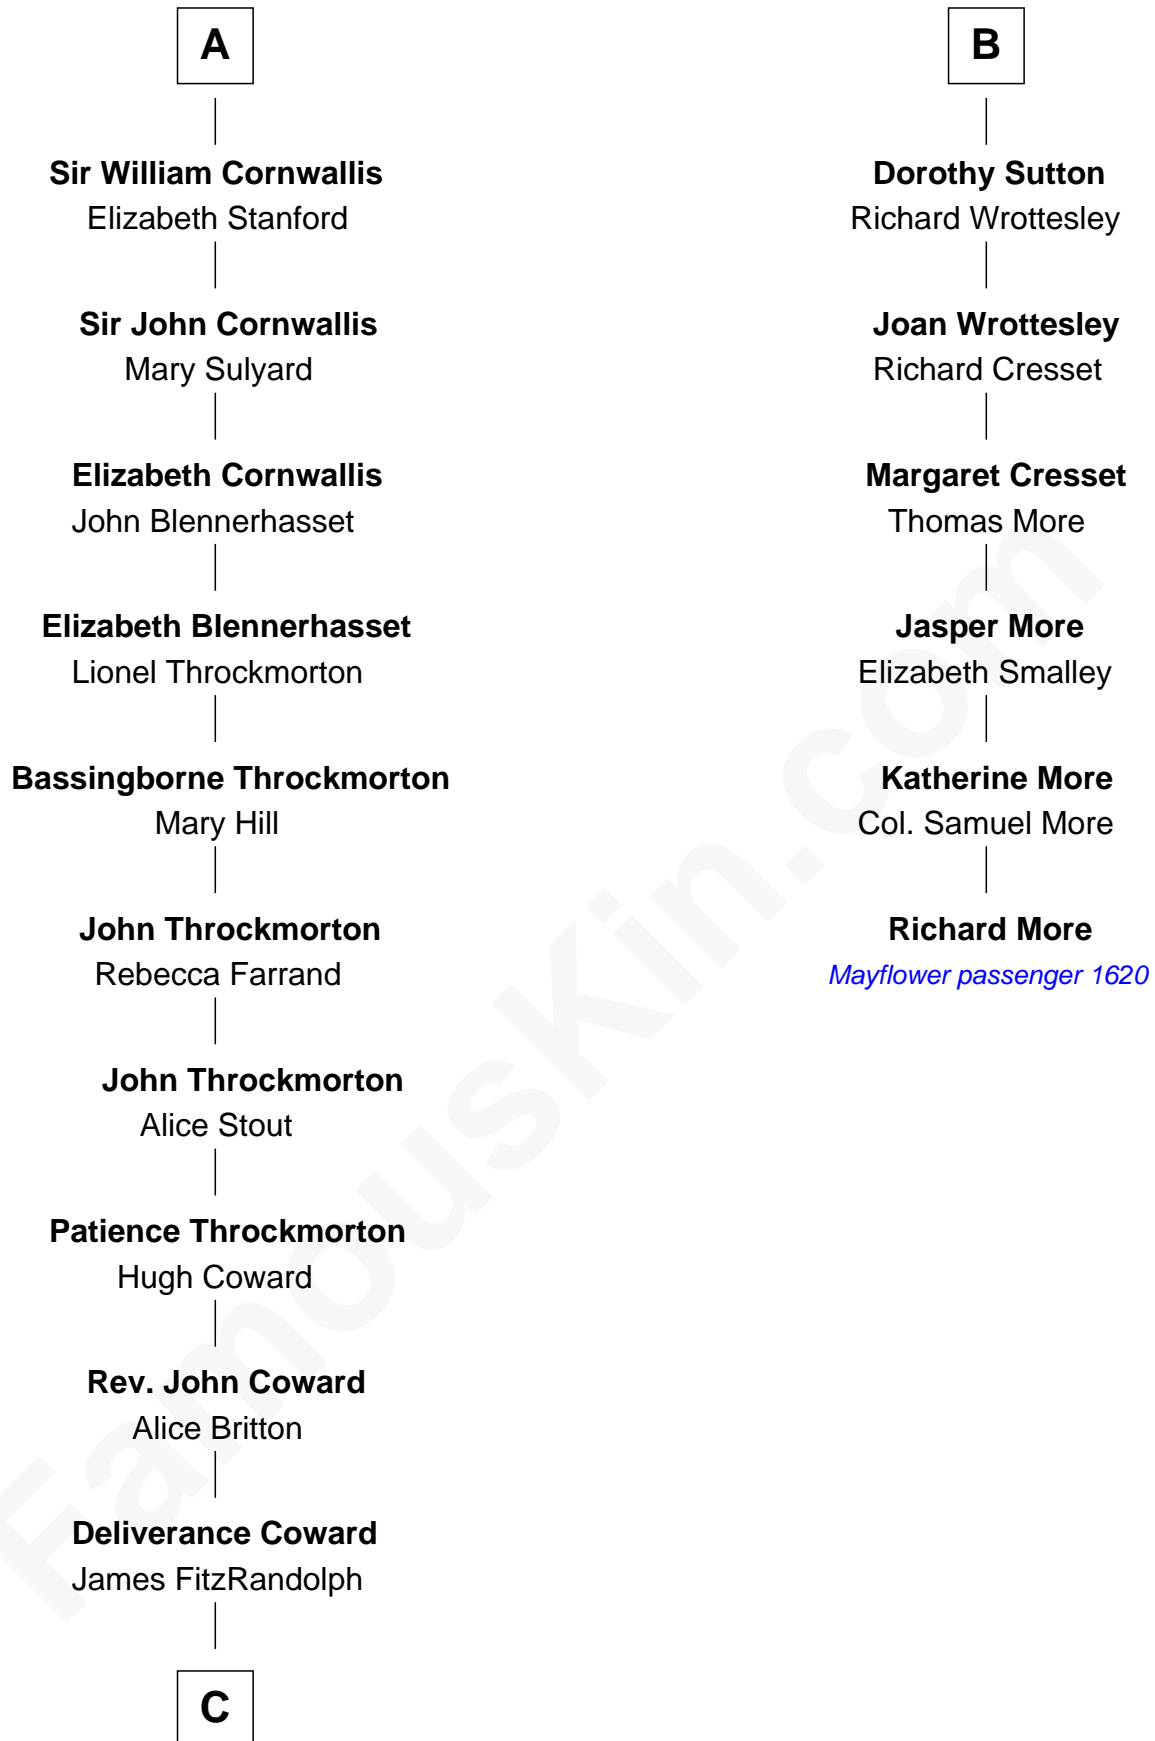 A
Sir William Cornwallis
Elizabeth Stanford
Sir John Cornwallis
Mary Sulyard
Elizabeth Cornwallis
John Blennerhasset
Elizabeth Blennerhasset
Lionel Throckmorton
Bassingborne Throckmorton
Mary Hill
John Throckmorton
Rebecca Farrand
John Throckmorton
Alice Stout
Patience Throckmorton
Hugh Coward
Rev. John Coward
Alice Britton
Deliverance Coward
James FitzRandolph
C
B
Dorothy Sutton
Richard Wrottesley
Joan Wrottesley
Richard Cresset
Margaret Cresset
Thomas More
Jasper More
Elizabeth Smalley
Katherine More
Col. Samuel More
Richard More
Mayflower passenger 1620
FamousKin.com